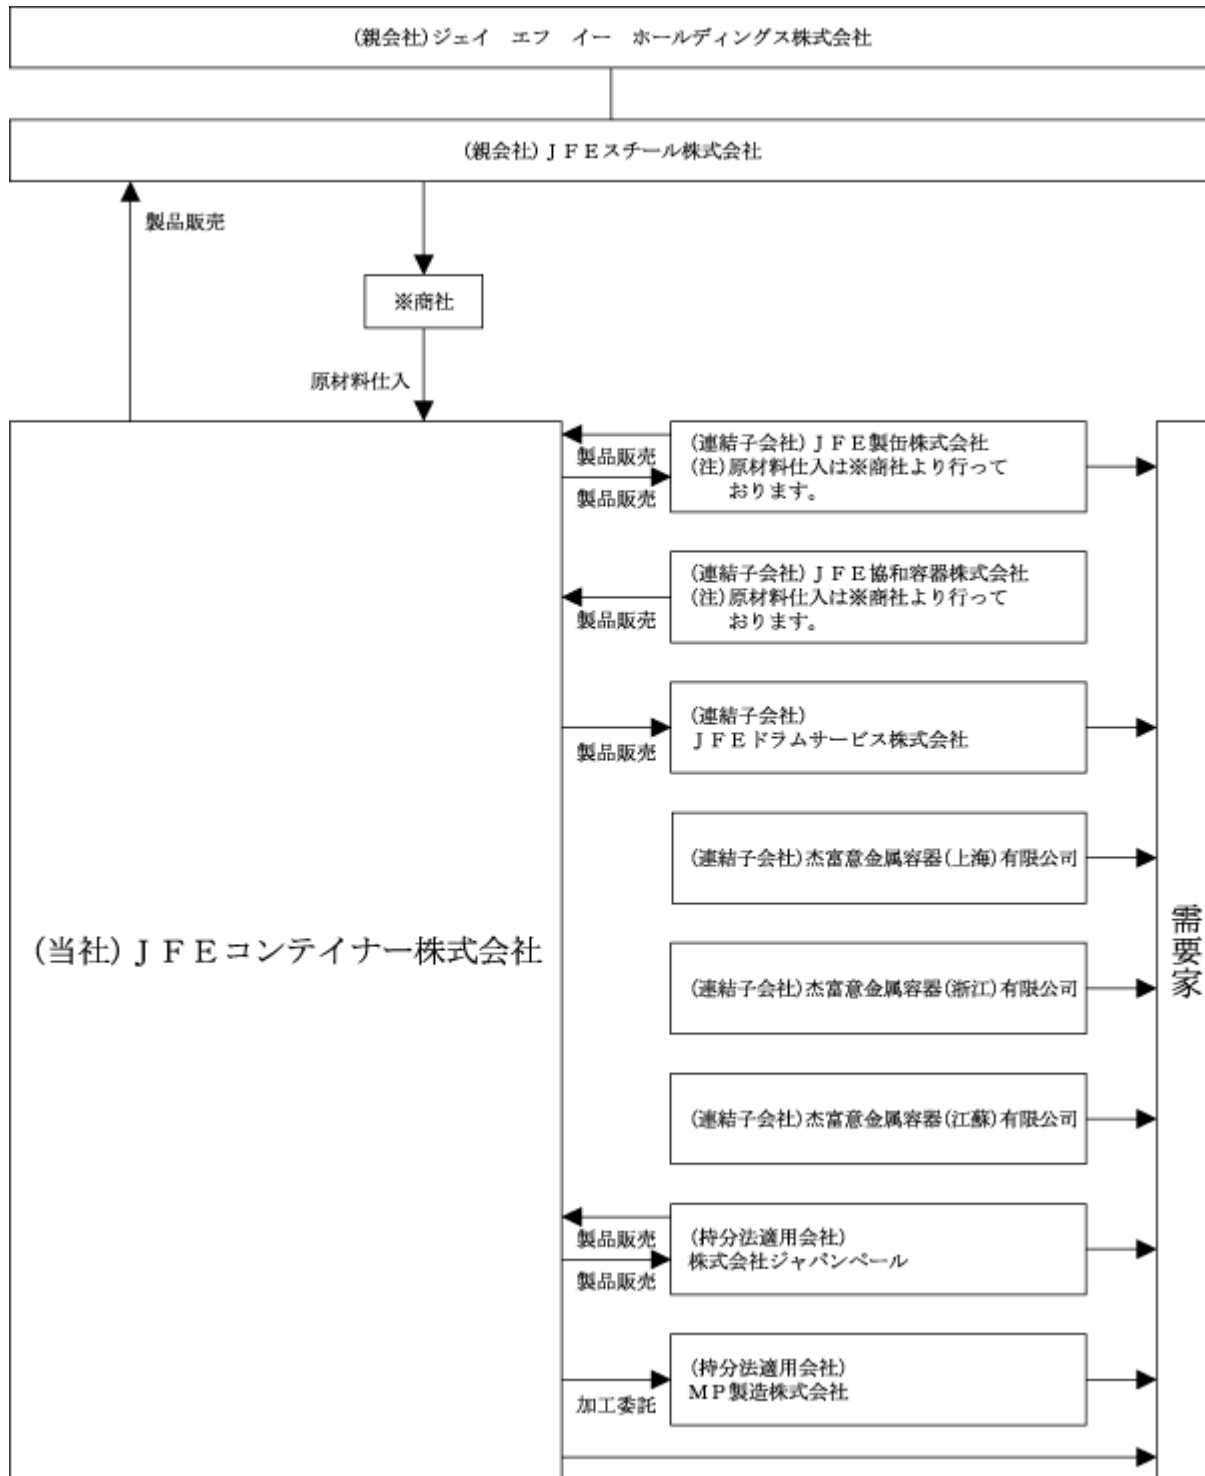 (親会社)ジェイ　エフ　イー　ホールディングス株式会社
(親会社)ＪＦＥスチール株式会社
製品販売
※商社
原材料仕入
(当社)ＪＦＥコンテイナー株式会社
製品販売
製品販売
(連結子会社)ＪＦＥ製缶株式会社
(注)原材料仕入は※商社より行って
おります。
製品販売
(連結子会社)ＪＦＥ協和容器株式会社
(注)原材料仕入は※商社より行って
おります。
製品販売
(連結子会社)
ＪＦＥドラムサービス株式会社
(連結子会社)杰富意金属容器(上海)有限公司
(連結子会社)杰富意金属容器(浙江)有限公司
(連結子会社)杰富意金属容器(江蘇)有限公司
製品販売
製品販売
(持分法適用会社)
株式会社ジャパンペール
加工委託
(持分法適用会社)
ＭＰ製造株式会社
需要家